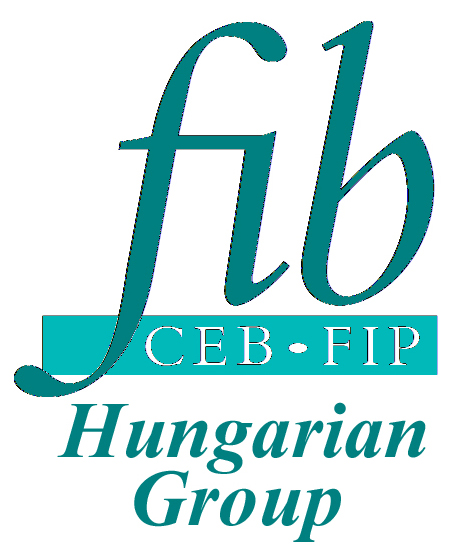 fib
CEB • FIP
Hungarian
Group